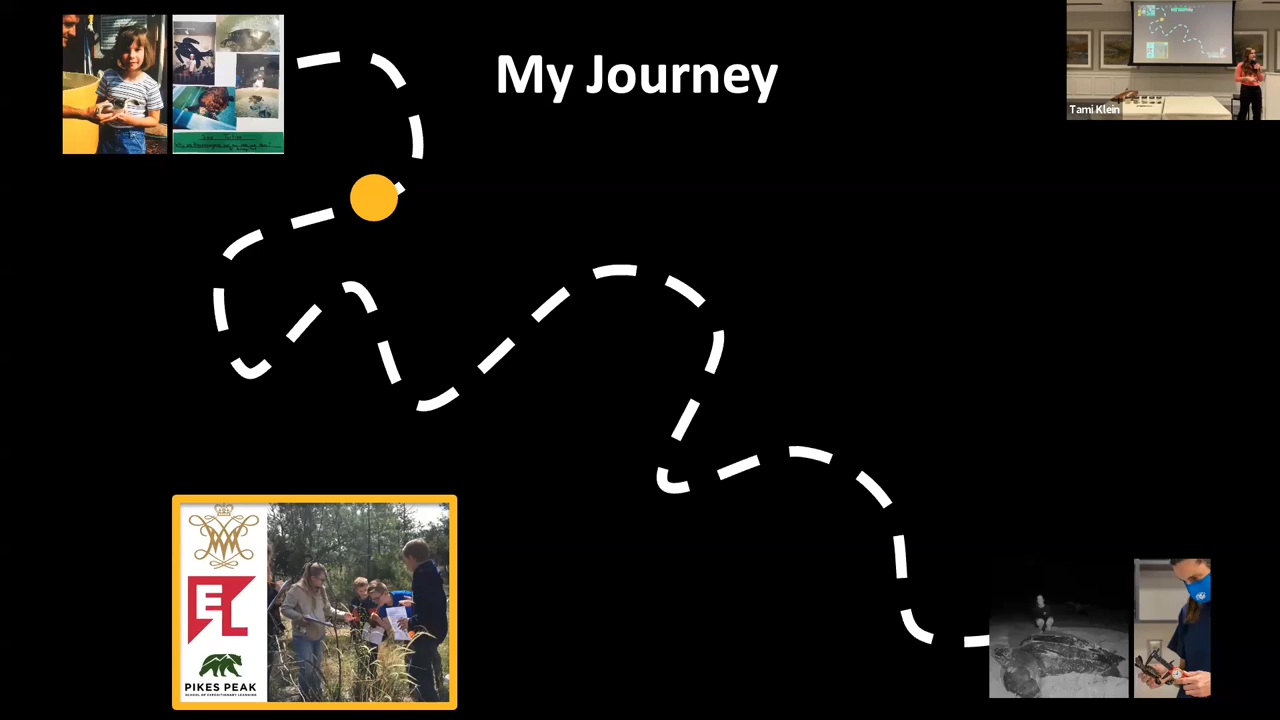 My Journey
Tami Klein
EL
PIKES PEAK
SCHOOL OF EXPEDITIONARY LEARNING